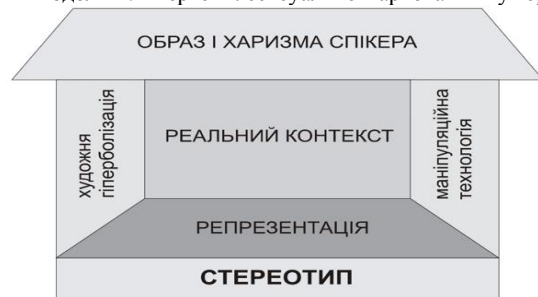 ОБРАЗ І ХАРИЗМА СПІКЕРА
художня
гіперболізація
РЕАЛЬНИЙ КОНТЕКСТ
маніпуляційна
технологія
РЕПРЕЗЕНТАЦІЯ
СТЕРЕОТИП